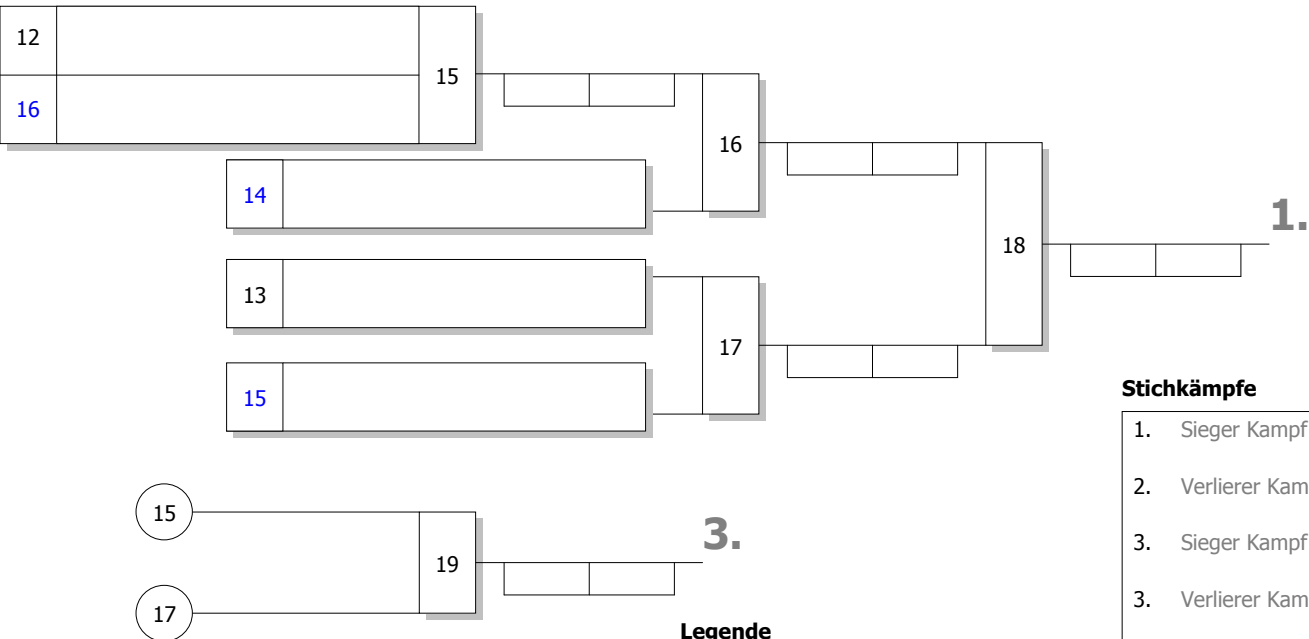 12
15
16
16
14
1.
18
13
17
15
Stichkämpfe
1. Sieger Kampf
2. Verlierer Kam
3. Sieger Kampf
3. Verlierer Kam
15
3.
19
17
Legende